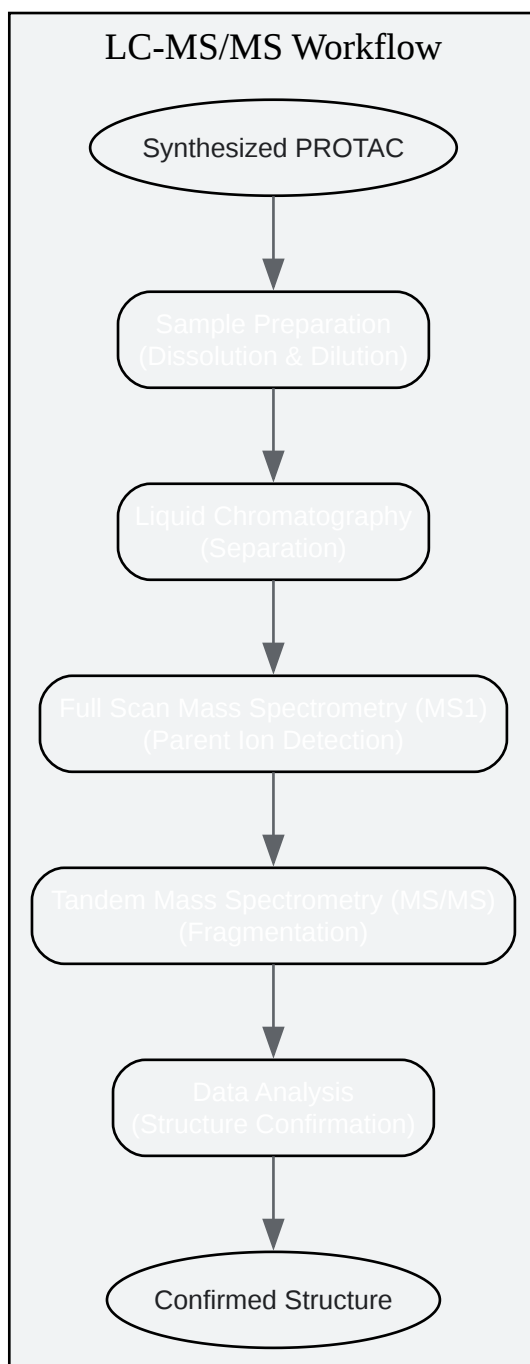 LC-MS/MS Workflow
Synthesized PROTAC
Sample Preparation
(Dissolution & Dilution)
Liquid Chromatography
(Separation)
Full Scan Mass Spectrometry (MS1)
(Parent Ion Detection)
Tandem Mass Spectrometry (MS/MS)
(Fragmentation)
Data Analysis
(Structure Confirmation)
Confirmed Structure